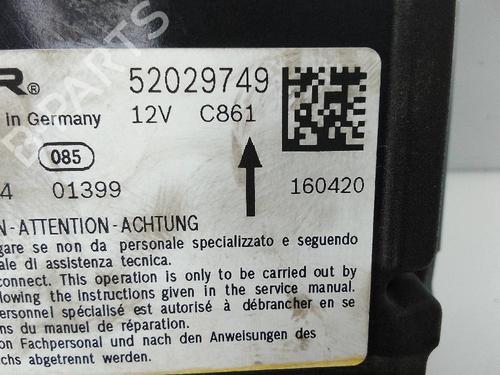 R®
52029749
in Germany
12V C861
085
4 01399
160420
N-ATTENTION-ACHTUNG
gare se non da personale specializzato e seguendo
ale di assistenza tecnica.
connect. This operation is only to be carried out by
llowing the Instructions given in the service manual.
ersonnel spécialisé est autorisé à débrancher en se
ns du manuel de réparation.
on Fachpersonal und nach den Anweisungen des
chs abgetrennt werden.